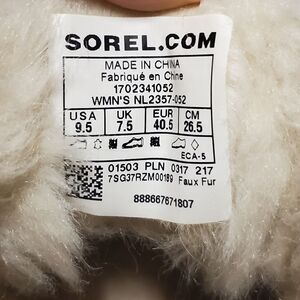 SOREL.COM
MADE IN CHINA
Fabriqué en Chine
1702341052
WMN'S NL2357-052
USA UK EUR CM
9.5 7.5 40.5 26.5
ECA-5
01503 PLN 0317 217
7SG37RZM00189 Faux Fur
888667671807